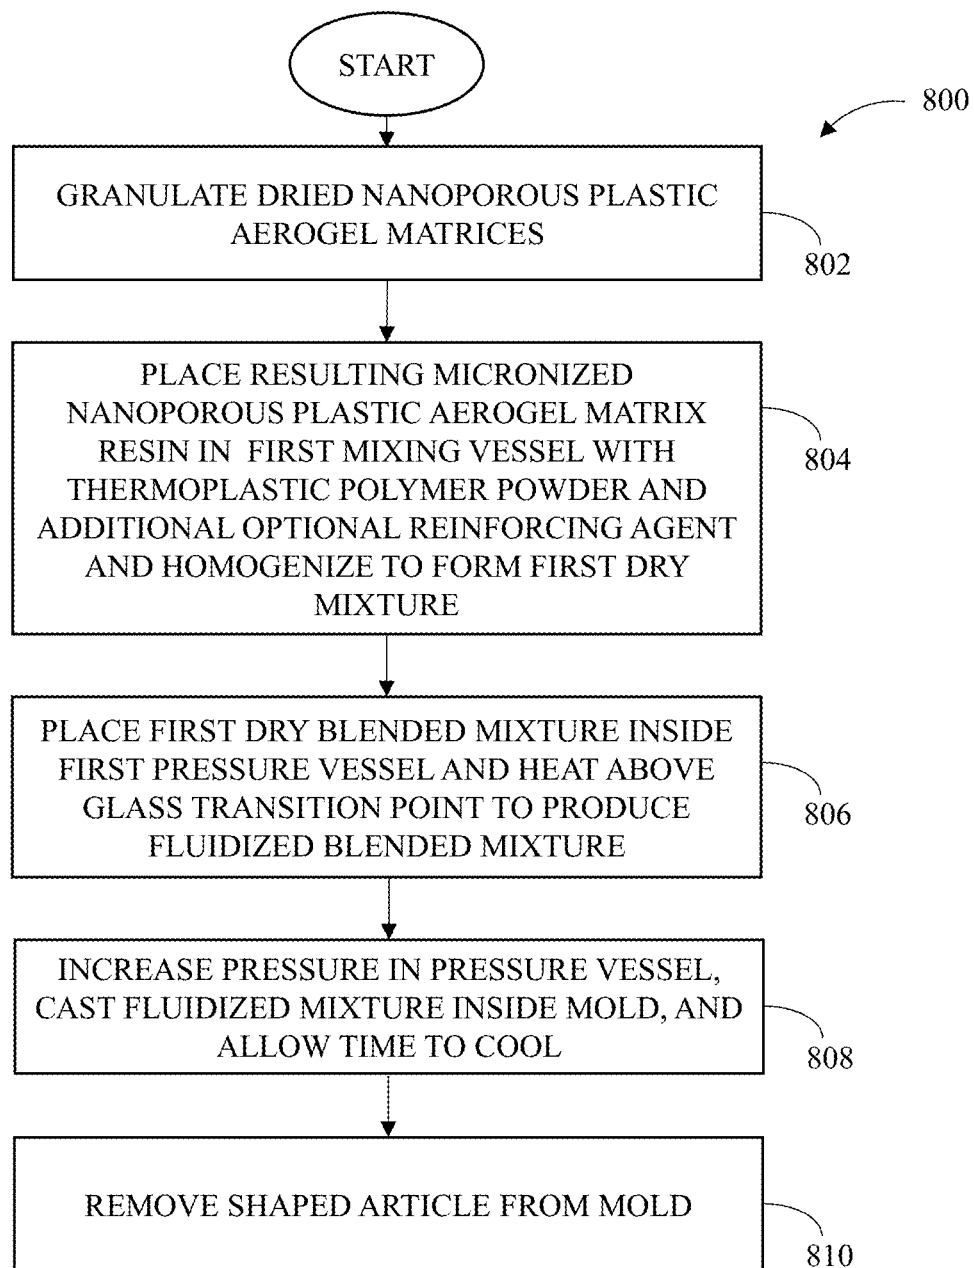 START
800
GRANULATE DRIED NANOPOROUS PLASTIC
AEROGEL MATRICES
802
PLACE RESULTING MICRONIZED
NANOPOROUS PLASTIC AEROGEL MATRIX
RESIN IN FIRST MIXING VESSEL WITH
THERMOPLASTIC POLYMER POWDER AND
ADDITIONAL OPTIONAL REINFORCING AGENT
AND HOMOGENIZE TO FORM FIRST DRY
MIXTURE
804
PLACE FIRST DRY BLENDED MIXTURE INSIDE
FIRST PRESSURE VESSEL AND HEAT ABOVE
GLASS TRANSITION POINT TO PRODUCE
FLUIDIZED BLENDED MIXTURE
806
INCREASE PRESSURE IN PRESSURE VESSEL,
CAST FLUIDIZED MIXTURE INSIDE MOLD, AND
ALLOW TIME TO COOL
808
REMOVE SHAPED ARTICLE FROM MOLD
810